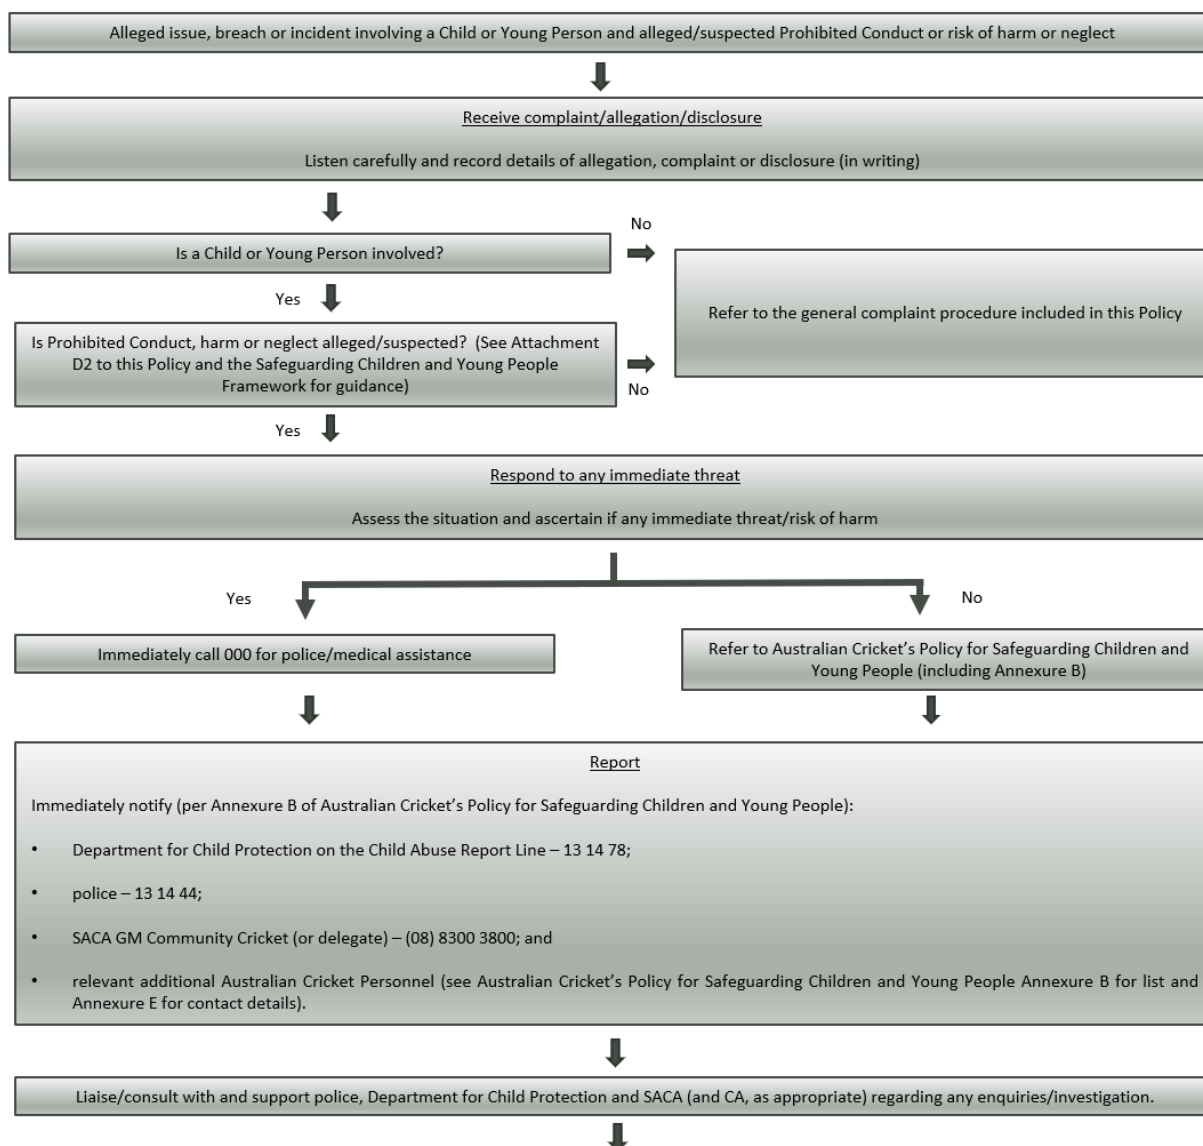 Alleged issue, breach or incident involving a Child or Young Person and alleged/suspected Prohibited Conduct or risk of harm or neglect
Receive complaint/allegation/disclosure
Listen carefully and record details of allegation, complaint or disclosure (in writing)
Is a Child or Young Person involved?
No
Refer to the general complaint procedure included in this Policy
Yes
Is Prohibited Conduct, harm or neglect alleged/suspected? (See Attachment
D2 to this Policy and the Safeguarding Children and Young People
Framework for guidance)
No
Yes
Respond to any immediate threat
Assess the situation and ascertain if any immediate threat/risk of harm
Yes
No
Immediately call 000 for police/medical assistance
Refer to Australian Cricket’s Policy for Safeguarding Children and
Young People (including Annexure B)
Report
Immediately notify (per Annexure B of Australian Cricket’s Policy for Safeguarding Children and Young People):
• Department for Child Protection on the Child Abuse Report Line – 13 14 78;
• police – 13 14 44;
• SACA GM Community Cricket (or delegate) – (08) 8300 3800; and
• relevant additional Australian Cricket Personnel (see Australian Cricket’s Policy for Safeguarding Children and Young People Annexure B for list and
Annexure E for contact details).
Liaise/consult with and support police, Department for Child Protection and SACA (and CA, as appropriate) regarding any enquiries/investigation.